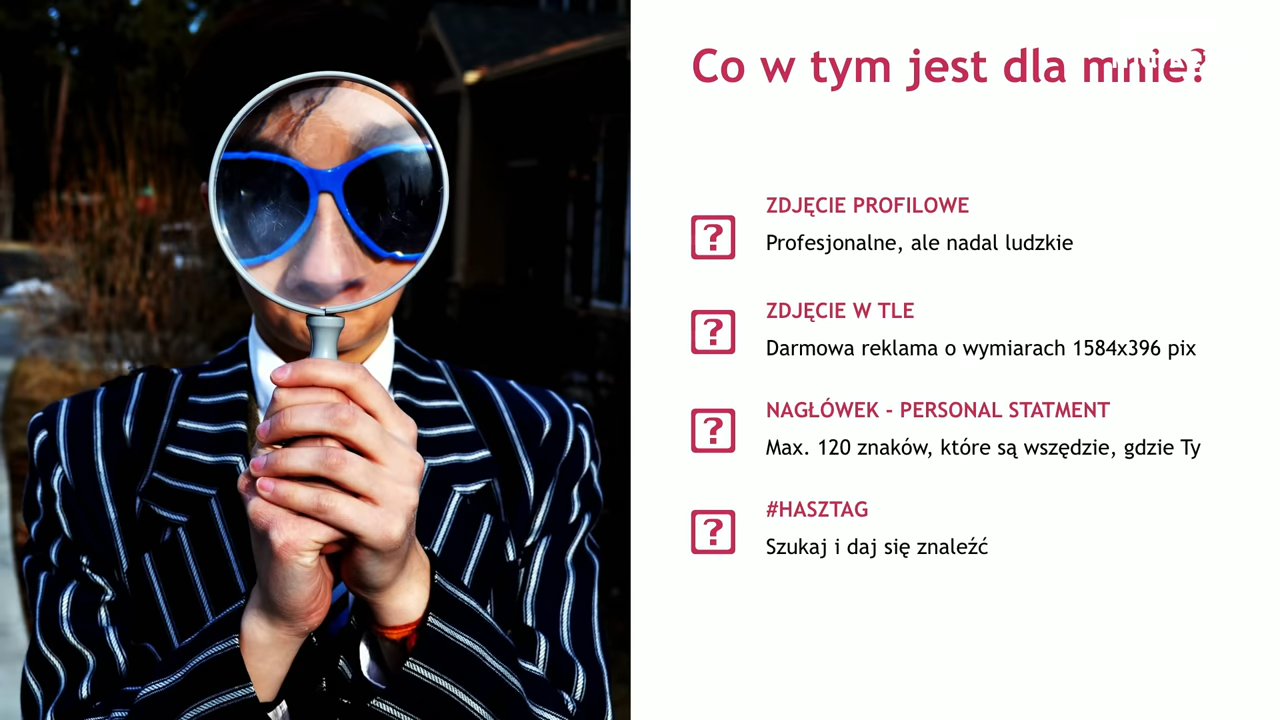 Co w tym jest dla mnie?
ZDJĘCIE PROFILOWE
Profesjonalne, ale nadal ludzkie
ZDJĘCIE W TLE
Darmowa reklama o wymiarach 1584x396 pix
NAGŁÓWEK - PERSONAL STATMENT
Max. 120 znaków, które są wszędzie, gdzie Ty
#HASZTAG
Szukaj i daj się znaleźć